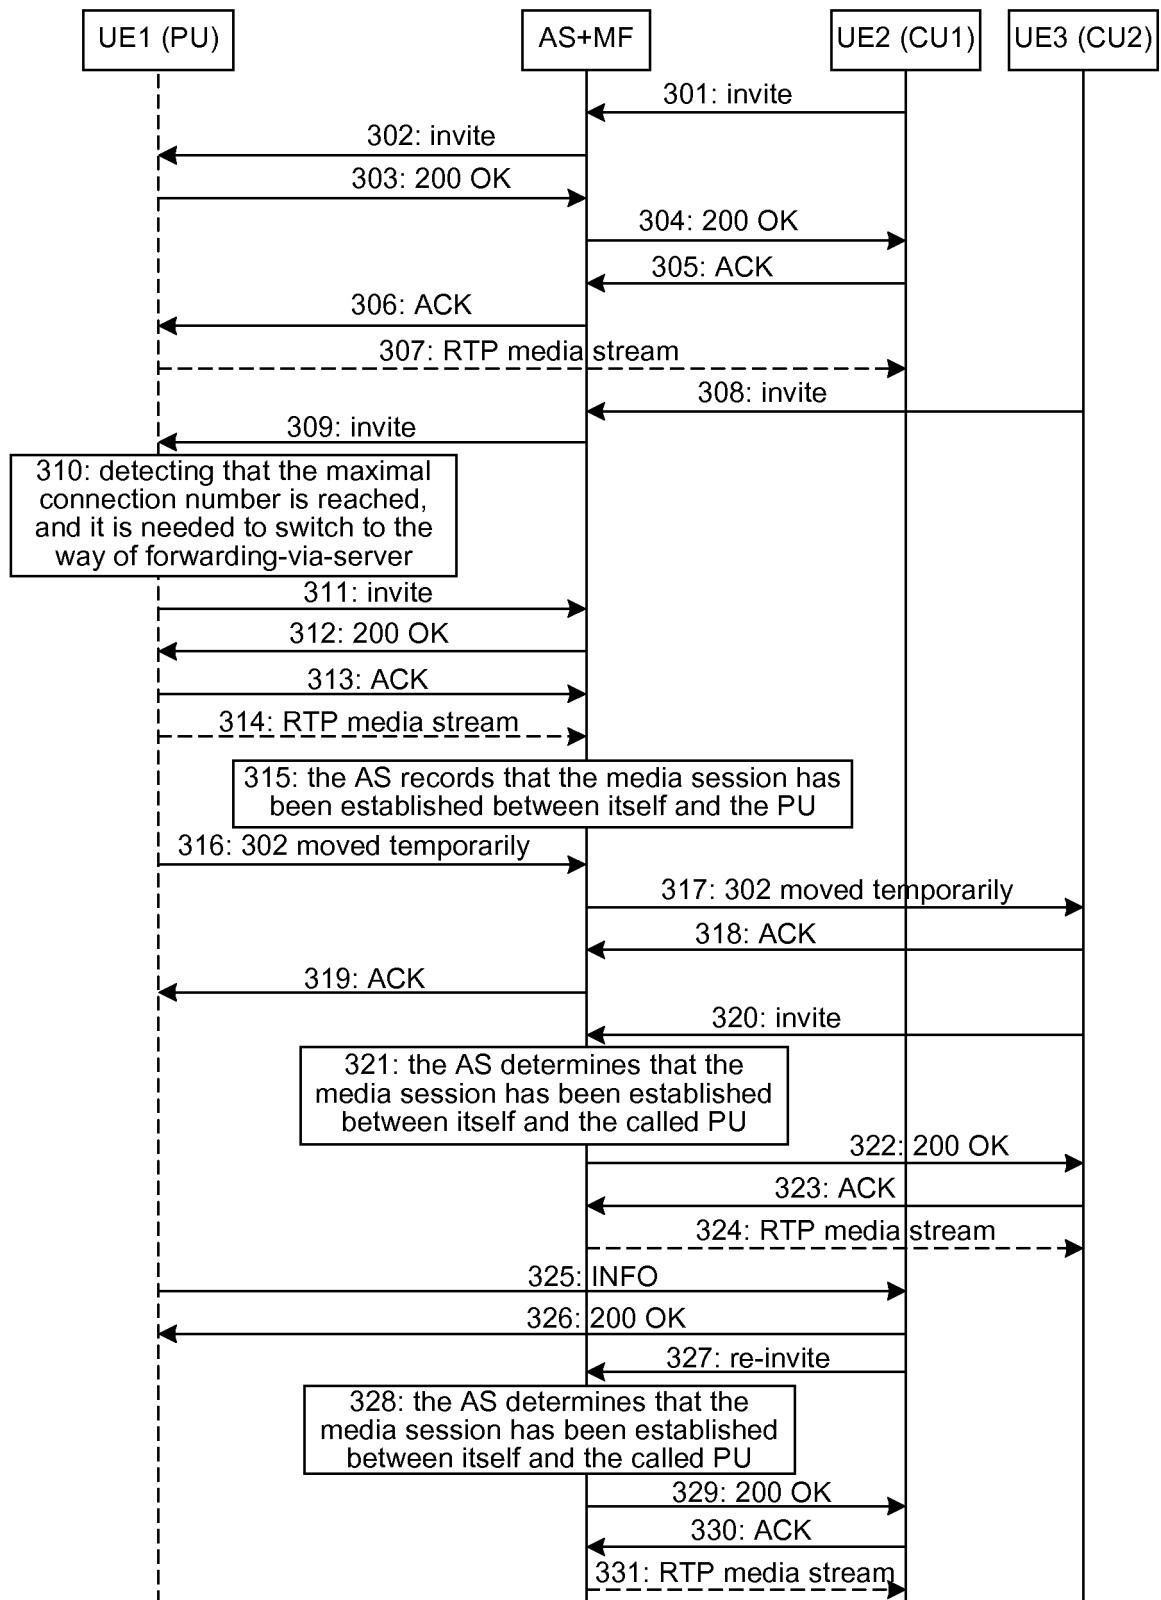 UE1 (PU)
AS+MF
UE2 (CU1)
UE3 (CU2)
301: invite
302: invite
303: 200 OK
304: 200 OK
305: ACK
306: ACK
307: RTP media stream
308: invite
309: invite
310: detecting that the maximal
connection number is reached,
and it is needed to switch to the
way of forwarding-via-server
311: invite
312: 200 OK
313: ACK
314: RTP media stream
315: the AS records that the media session has
been established between itself and the PU
316: 302 moved temporarily
317: 302 moved temporarily
318: ACK
319: ACK
320: invite
321: the AS determines that the
media session has been established
between itself and the called PU
322: 200 OK
323: ACK
324: RTP media stream
325: INFO
326: 200 OK
327: re-invite
328: the AS determines that the
media session has been established
between itself and the called PU
329: 200 OK
330: ACK
331: RTP media stream